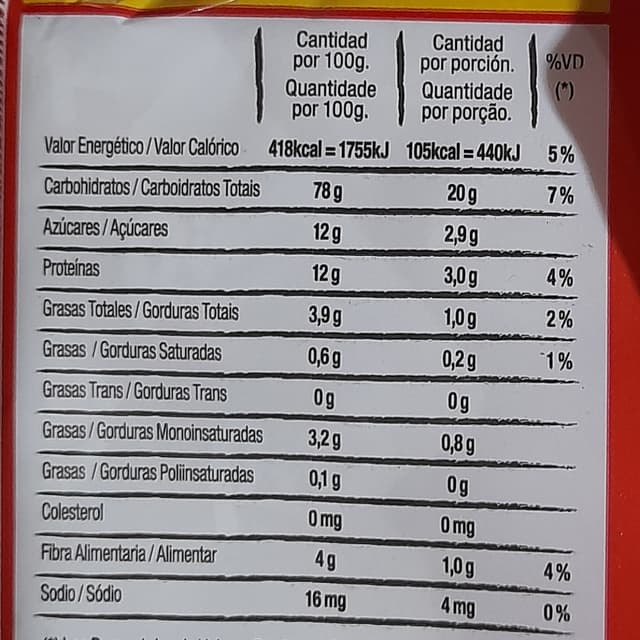 Cantidad Cantidad
por 100g. por porción. %VD
Quantidade Quantidade (*)
por 100g. por porção.
Valor Energético / Valor Calórico 418kcal = 1755kJ 105kcal = 440kJ 5%
Carbohidratos / Carboidratos Totais 78 g 20 g 7%
Azúcares / Açúcares 12 g 2,9 g
Proteínas 12 g 3,0 g 4%
Grasas Totales / Gorduras Totais 3,9 g 1,0 g 2%
Grasas / Gorduras Saturadas 0,6 g 0,2 g 1%
Grasas Trans / Gorduras Trans 0 g 0 g
Grasas / Gorduras Monoinsaturadas 3,2 g 0,8 g
Grasas / Gorduras Poliinsaturadas 0,1 g 0 g
Colesterol 0 mg 0 mg
Fibra Alimentaria / Alimentar 4 g 1,0 g 4%
Sodio / Sódio 16 mg 4 mg 0%